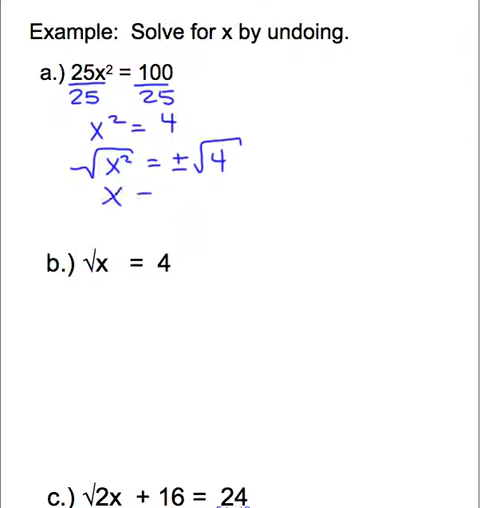 Example: Solve for x by undoing.
a.) 25x² = 100
25 25
x² = 4
√x² = ±√4
x –
b.) √x = 4
c.) √2x + 16 = 24